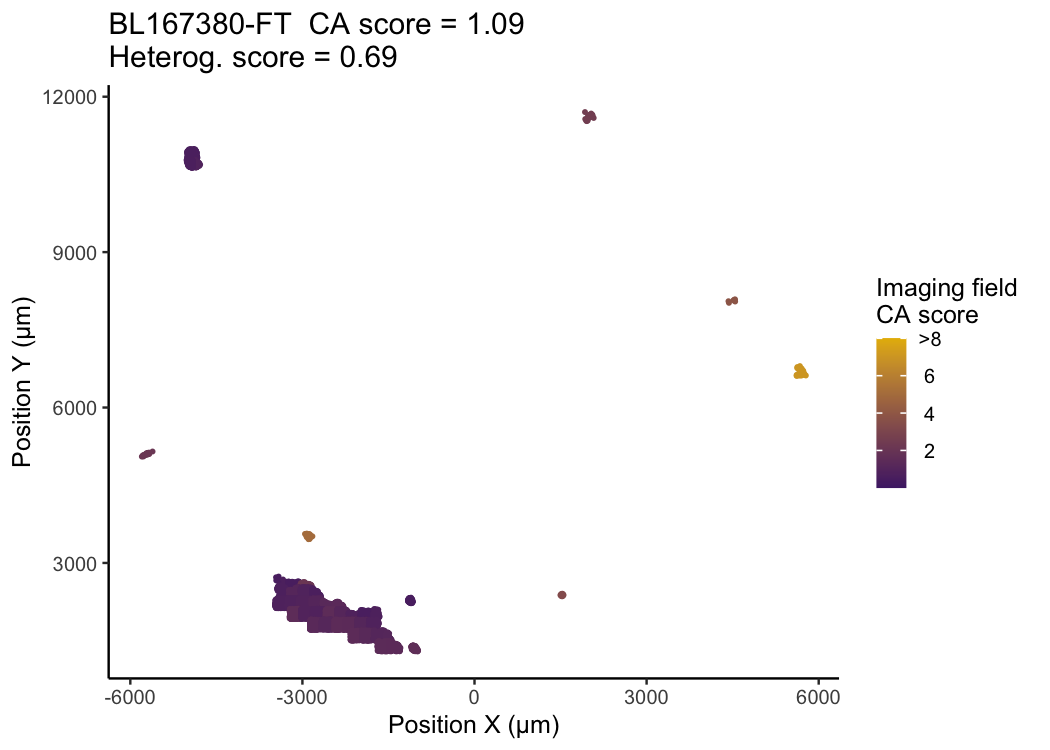 BL167380-FT  CA score = 1.09
Heterog. score = 0.69
12000
9000
6000
3000
Position Y (µm)
-6000
-3000
0
3000
6000
Position X (µm)
Imaging field
CA score
>8
6
4
2